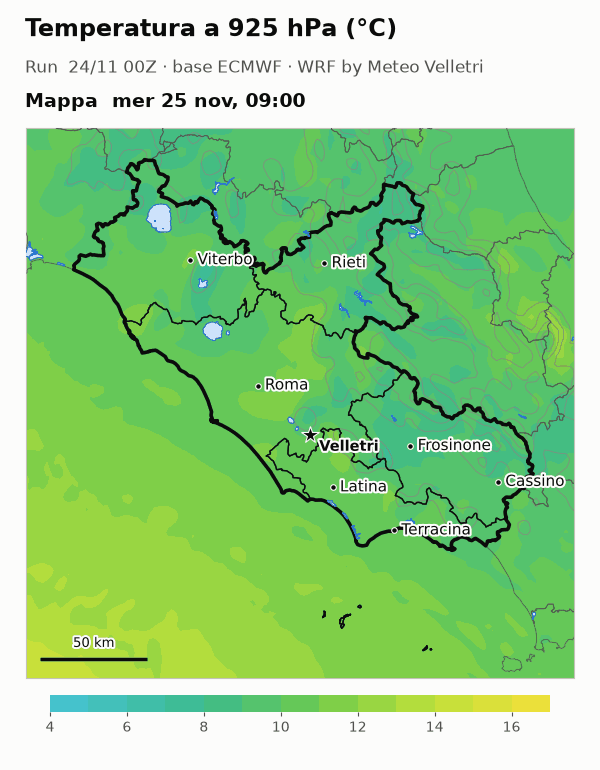 Temperatura a 925 hPa (°C)
Run  24/11 00Z · base ECMWF · WRF by Meteo Velletri
Mappa  mer 25 nov, 09:00
Viterbo
Rieti
Roma
Velletri
Frosinone
Latina
Cassino
Terracina
50 km
4 6 8 10 12 14 16